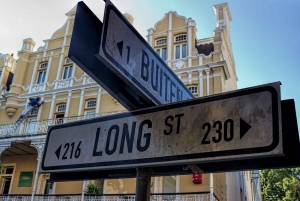 ◄ 1 BUITEN
◄ 216 LONG ST 230 ►